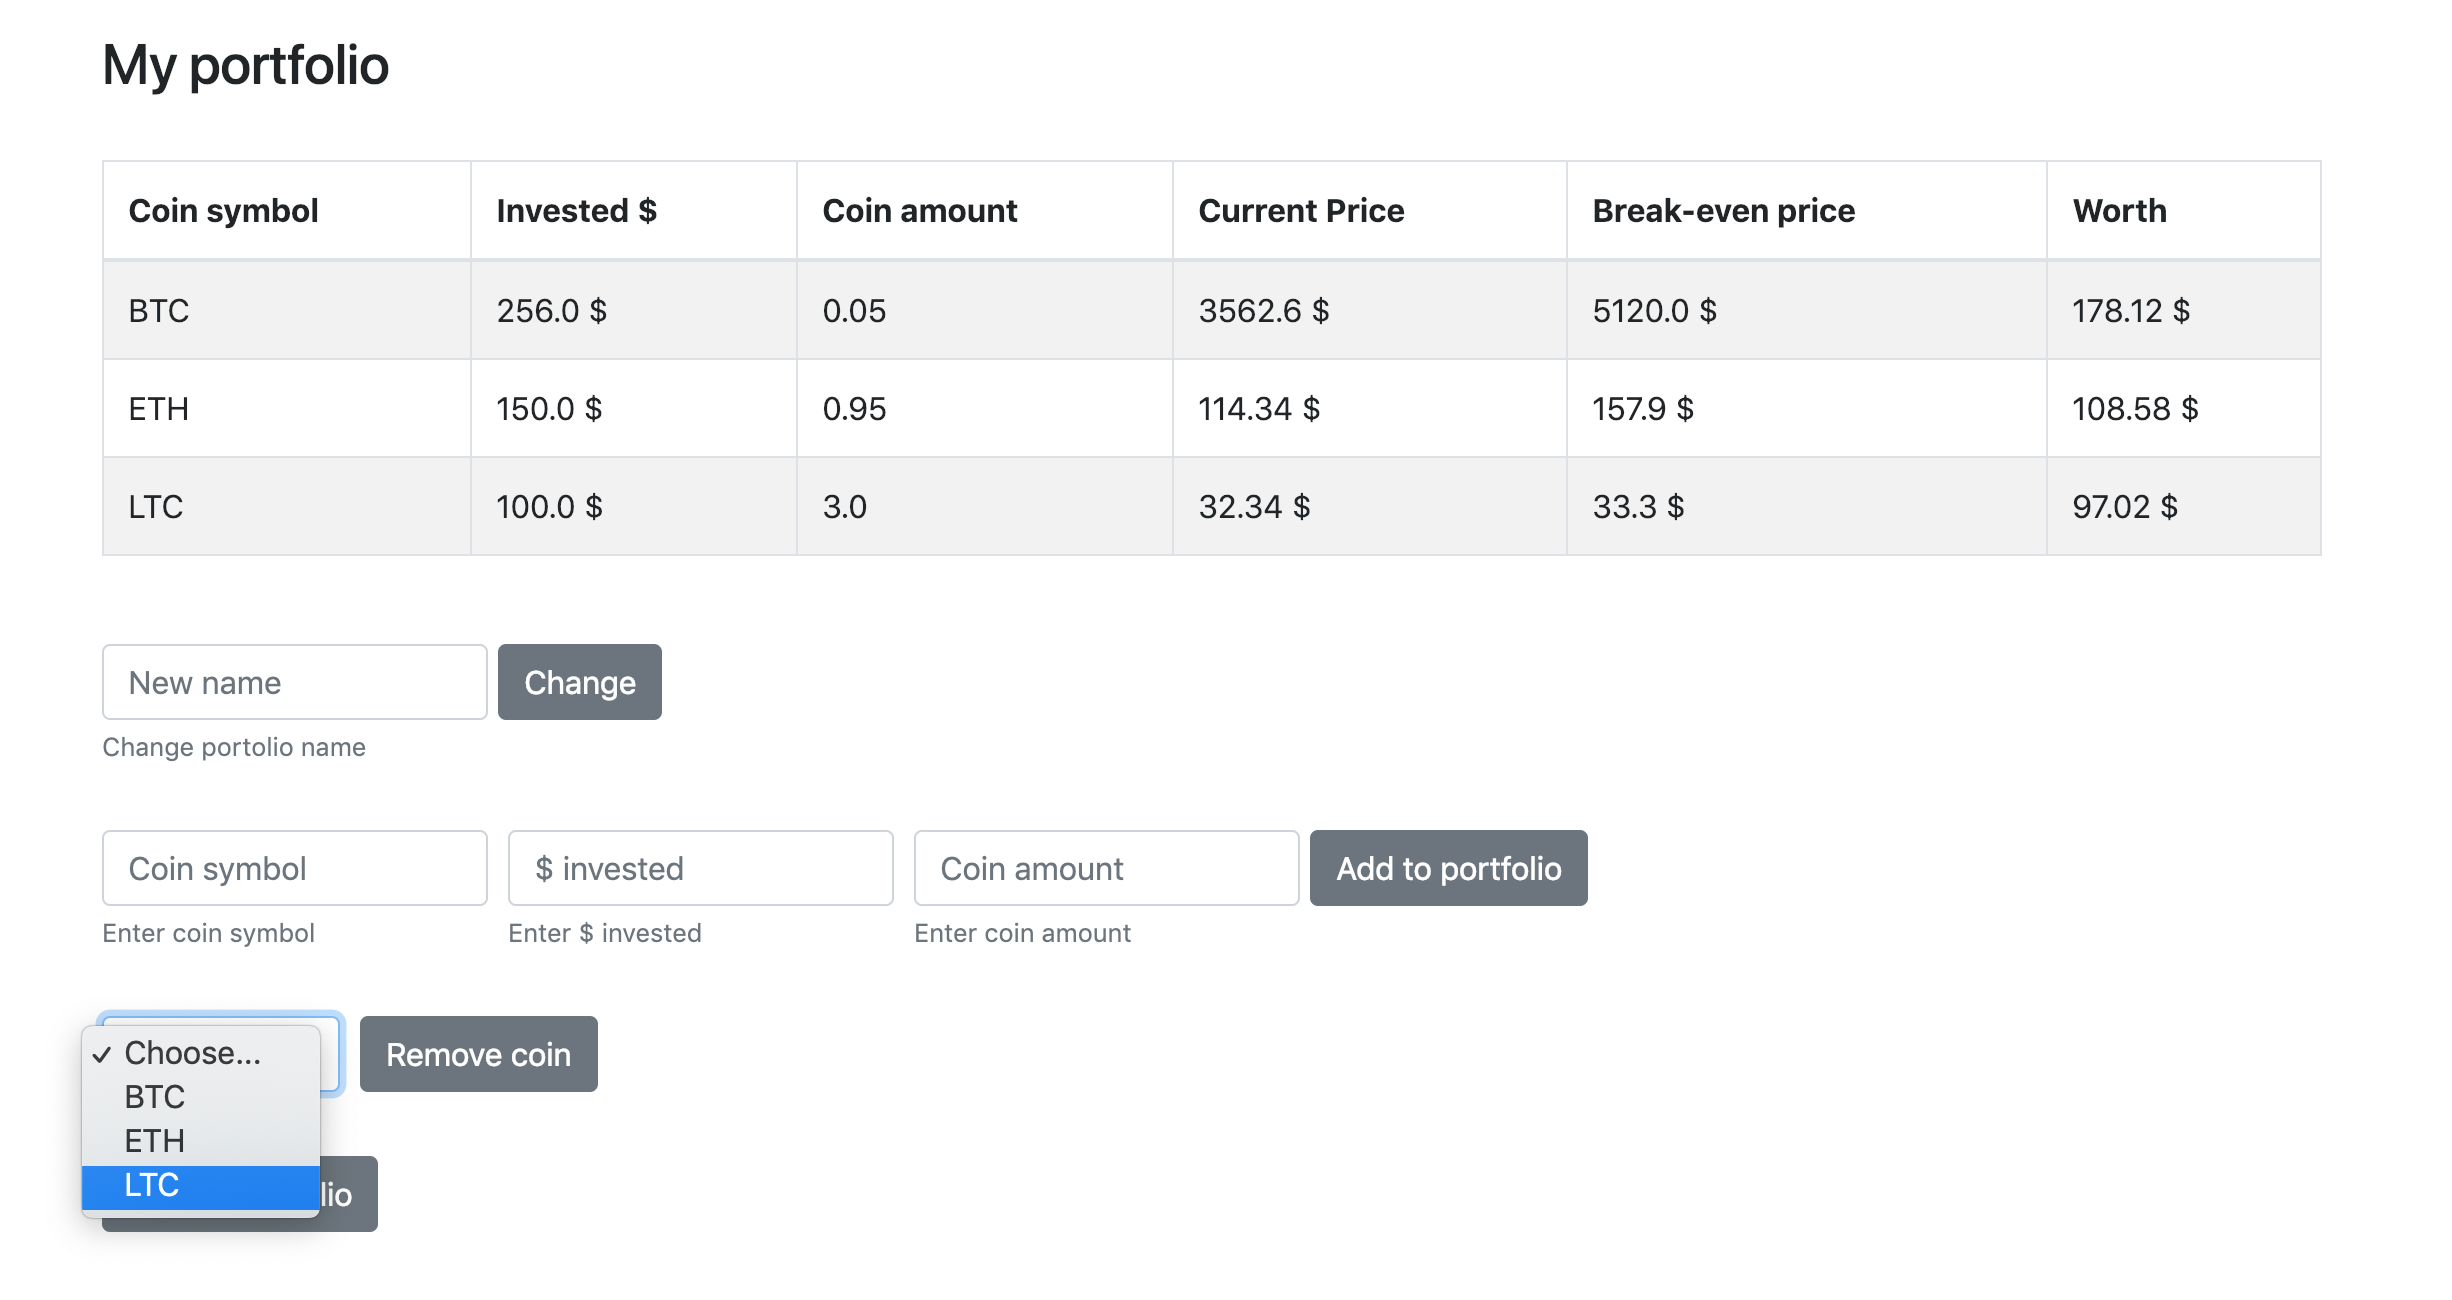 My portfolio
Coin symbol Invested $ Coin amount Current Price Break-even price Worth
BTC 256.0 $ 0.05 3562.6 $ 5120.0 $ 178.12 $
ETH 150.0 $ 0.95 114.34 $ 157.9 $ 108.58 $
LTC 100.0 $ 3.0 32.34 $ 33.3 $ 97.02 $
New name Change
Change portolio name
Coin symbol $ invested Coin amount Add to portfolio
Enter coin symbol Enter $ invested Enter coin amount
✓ Choose... Remove coin
BTC
ETH
LTC lio